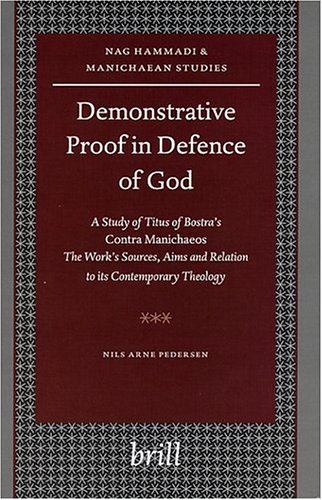 NAG HAMMADI &
MANICHAEAN STUDIES
Demonstrative
Proof in Defence
of God
A Study of Titus of Bostra's
Contra Manichaeos
The Work's Sources, Aims and Relation
to its Contemporary Theology
NILS ARNE PEDERSEN
brill